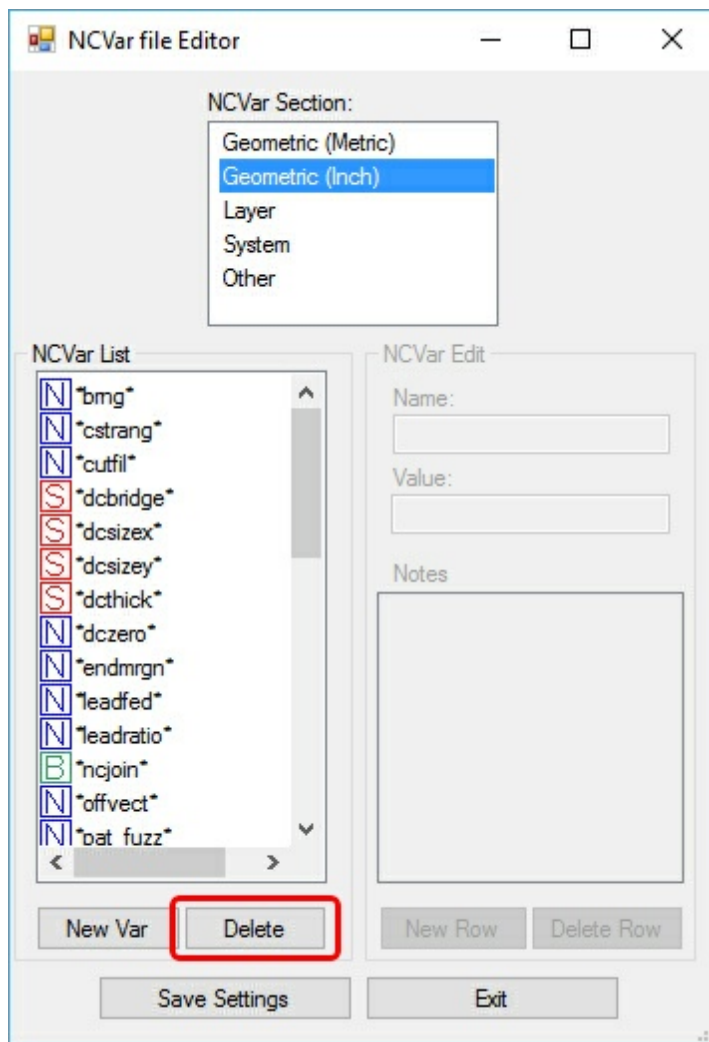 NCVar file Editor
NCVar Section:
Geometric (Metric)
Geometric (Inch)
Layer
System
Other
NCVar List
N *brng*
N *cstrang*
N *cutfil*
S *dcbridge*
S *dcsizex*
S *dcsizey*
S *dcthick*
N *dczero*
N *endmrgn*
N *leadfed*
N *leadratio*
B *ncjoin*
N *offvect*
N *pat_fuzz*
New Var
Delete
NCVar Edit
Name:
Value:
Notes
New Row
Delete Row
Save Settings
Exit